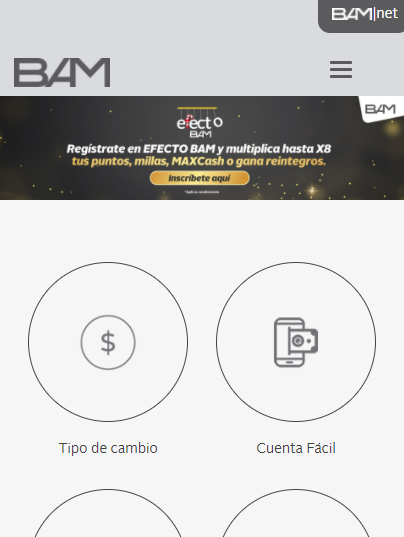 BAM|net
BAM
BAM
efecto
BAM
Regístrate en EFECTO BAM y multiplica hasta X8
tus puntos, millas, MAXCash o gana reintegros.
Inscríbete aquí
*Aplica condiciones
$
Tipo de cambio
Cuenta Fácil